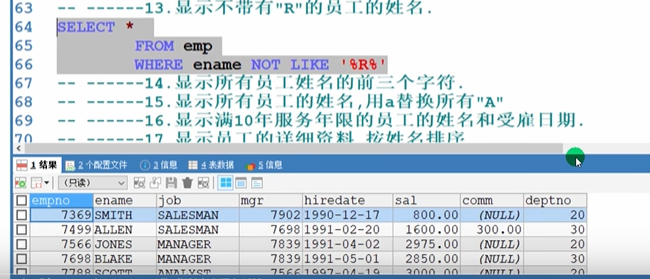 63 -- ------13.显示不带有"R"的员工的姓名.
64 SELECT *
65 FROM emp
66 WHERE ename NOT LIKE '%R%'
67 -- ------14.显示所有员工姓名的前三个字符.
68 -- ------15.显示所有员工的姓名,用a替换所有"A"
69 -- ------16.显示满10年服务年限的员工的姓名和受雇日期.
70 -- ------17.显示员工的详细资料,按姓名排序
1 结果 2 个配置文件 3 信息 4 表数据 5 信息
(只读)
empno ename job mgr hiredate sal comm deptno
7369 SMITH SALESMAN 7902 1990-12-17 800.00 (NULL) 20
7499 ALLEN SALESMAN 7698 1991-02-20 1600.00 300.00 30
7566 JONES MANAGER 7839 1991-04-02 2975.00 (NULL) 20
7698 BLAKE MANAGER 7839 1991-05-01 2850.00 (NULL) 30
7788 SCOTT ANALYST 7566 1997-04-19 3000.00 (NULL) 20